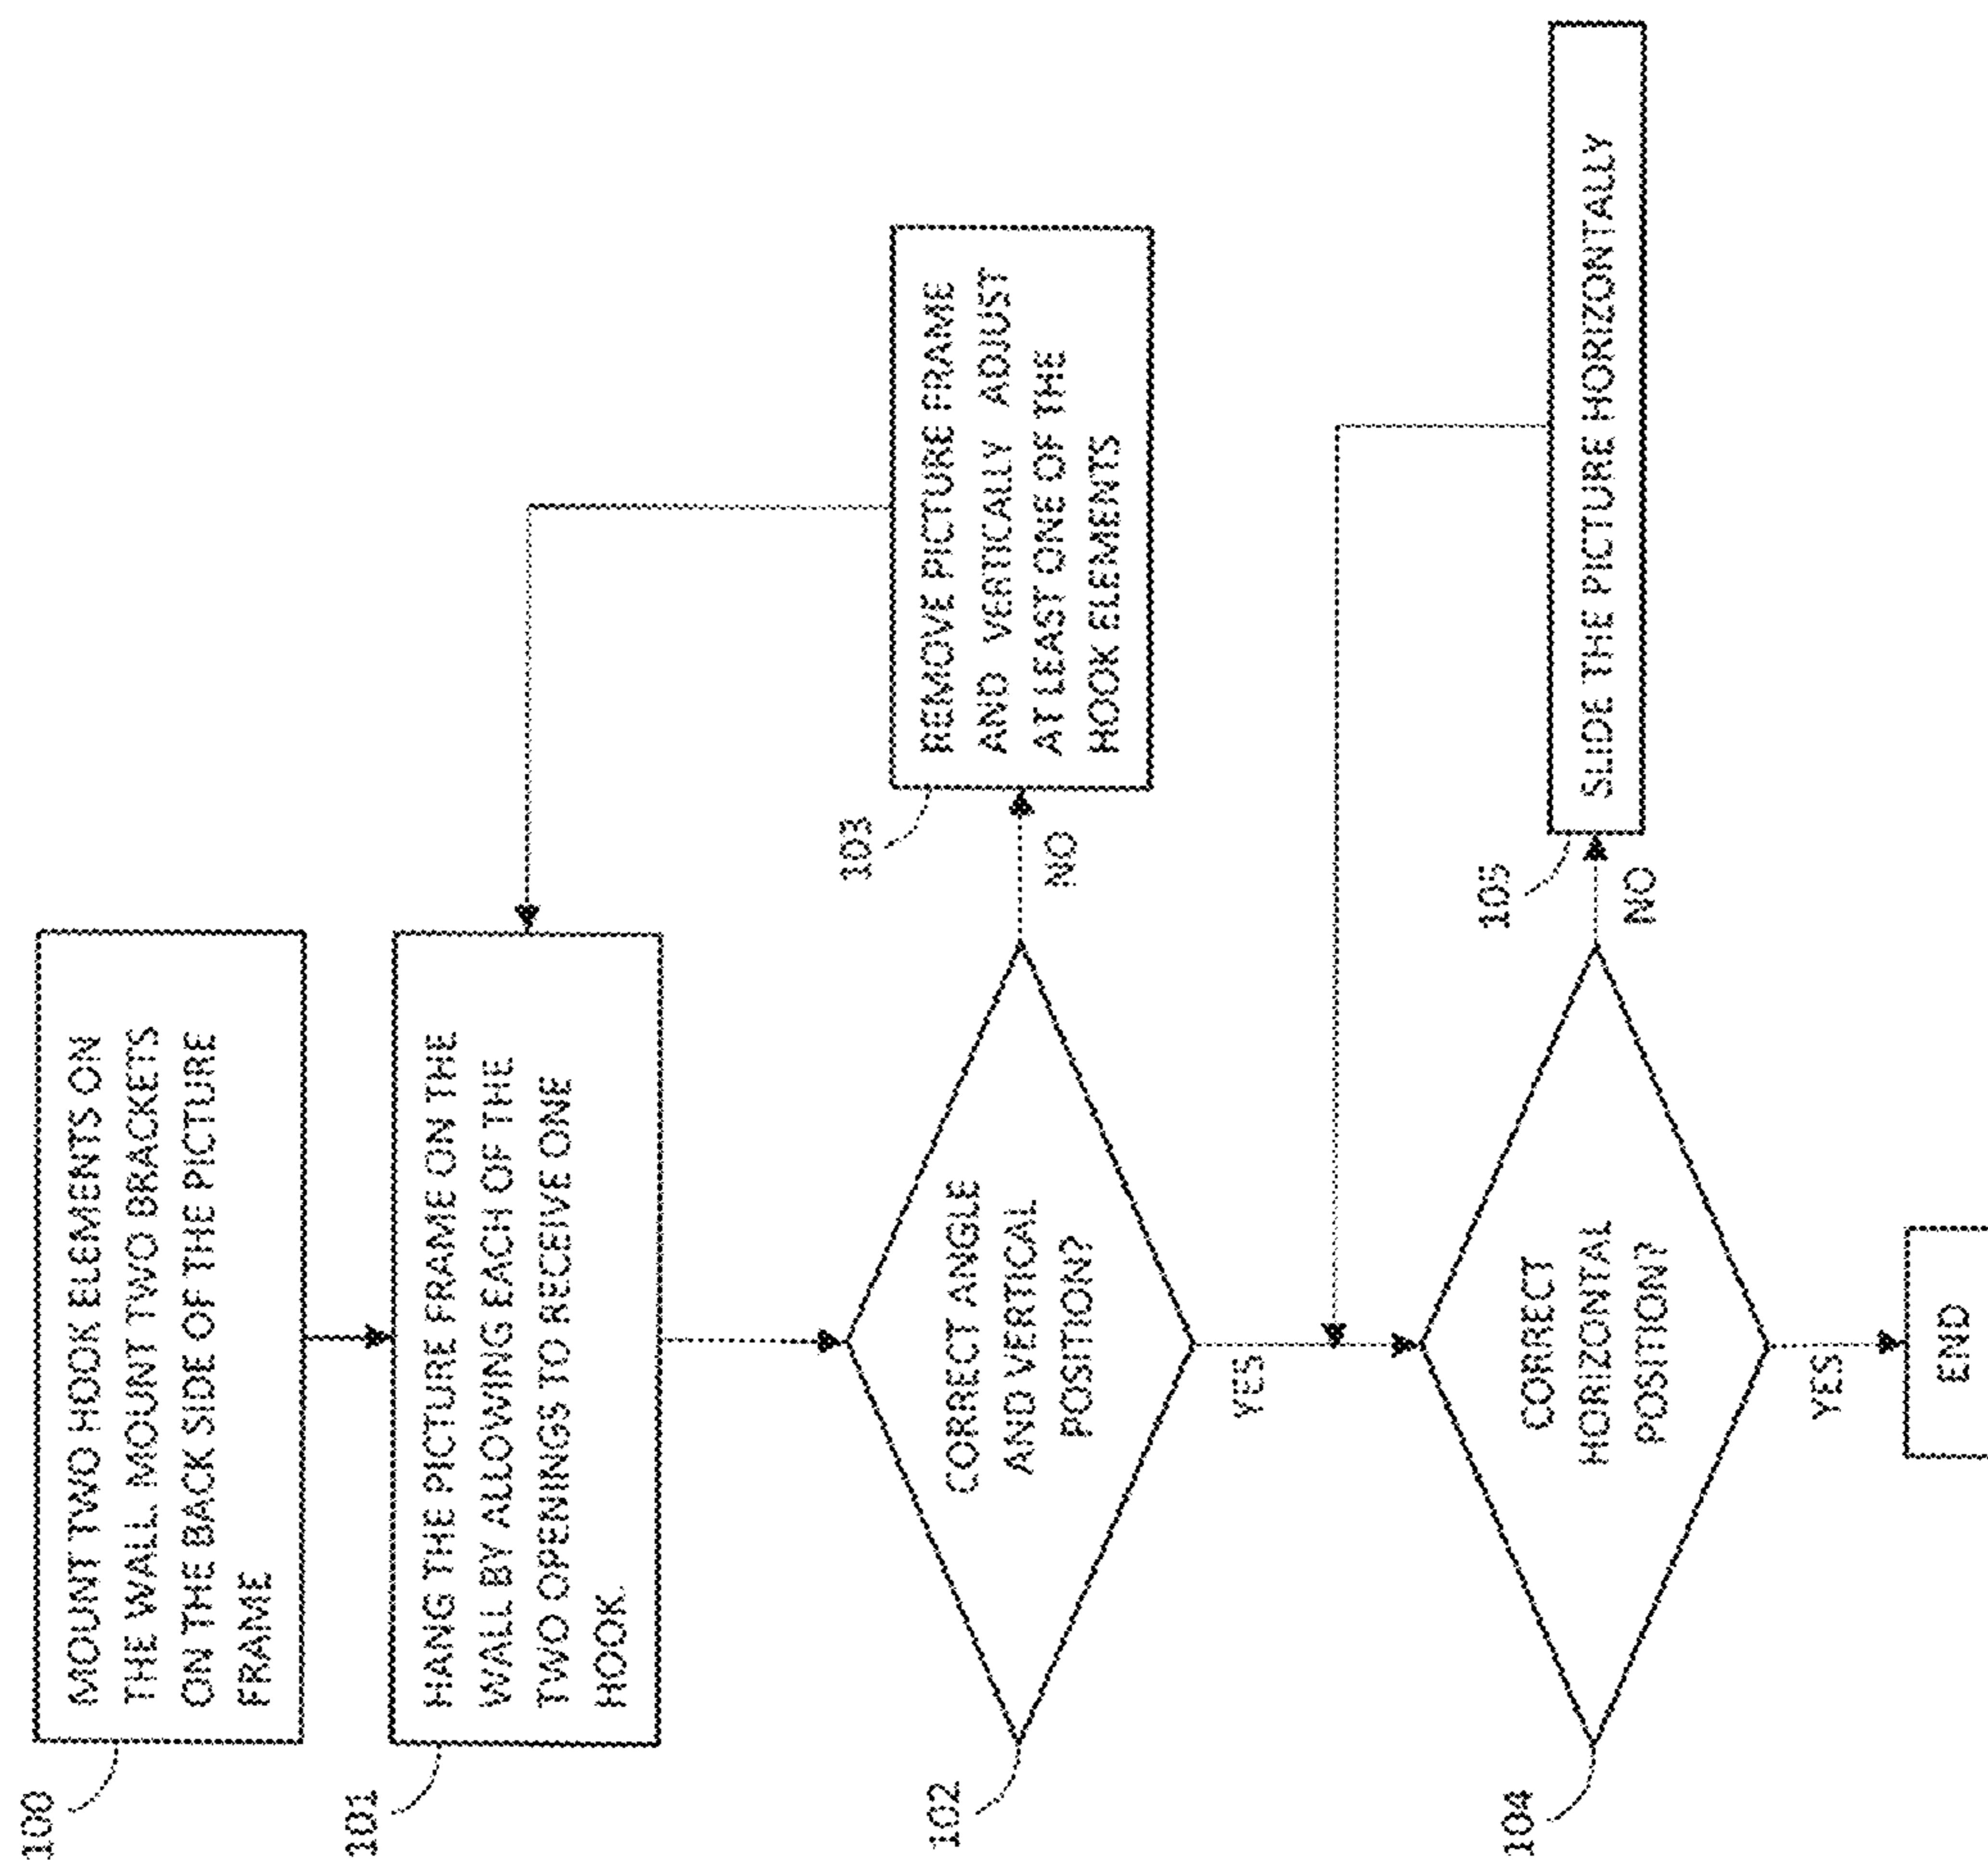 100
MOUNT TWO HOOK ELEMENTS ON
THE WALL MOUNT TWO BRACKETS
ON THE BACK SIDE OF THE PICTURE
FRAME
101
HANG THE PICTURE FRAME ON THE
WALL BY ALLOWING EACH OF THE
TWO OPENINGS TO RECEIVE ONE
HOOK.
102
CORRECT ANGLE
AND VERTICAL
POSITION?
NO
103
REMOVE PICTURE FRAME
AND VERTICALLY ADJUST
AT LEAST ONE OF THE
HOOK ELEMENTS
YES
104
CORRECT
HORIZONTAL
POSITION?
NO
105
SLIDE THE PICTURE HORIZONTALLY
YES
END